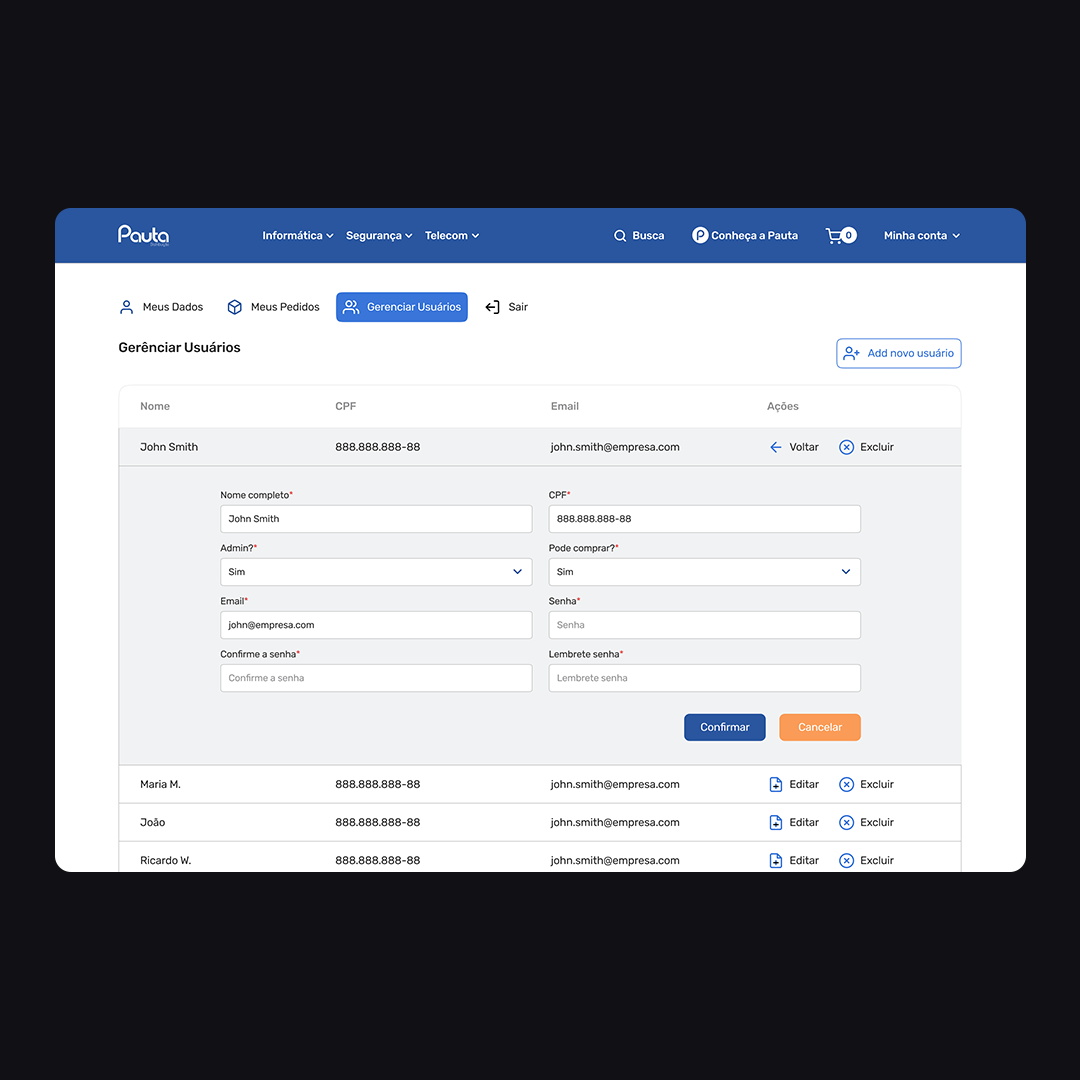 Pauta
Informática Segurança Telecom Busca P Conheça a Pauta 0 Minha conta
Meus Dados Meus Pedidos Gerenciar Usuários Sair
Gerênciar Usuários
Add novo usuário
Nome CPF Email Ações
John Smith 888.888.888-88 john.smith@empresa.com Voltar Excluir
Nome completo* CPF*
John Smith 888.888.888-88
Admin?* Pode comprar?*
Sim Sim
Email* Senha*
john@empresa.com Senha
Confirme a senha* Lembrete senha*
Confirme a senha Lembrete senha
Confirmar Cancelar
Maria M. 888.888.888-88 john.smith@empresa.com Editar Excluir
João 888.888.888-88 john.smith@empresa.com Editar Excluir
Ricardo W. 888.888.888-88 john.smith@empresa.com Editar Excluir